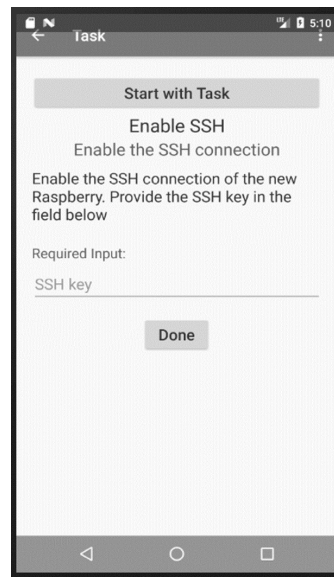 5:10
Task
Start with Task
Enable SSH
Enable the SSH connection
Enable the SSH connection of the new
Raspberry. Provide the SSH key in the
field below
Required Input:
SSH key
Done